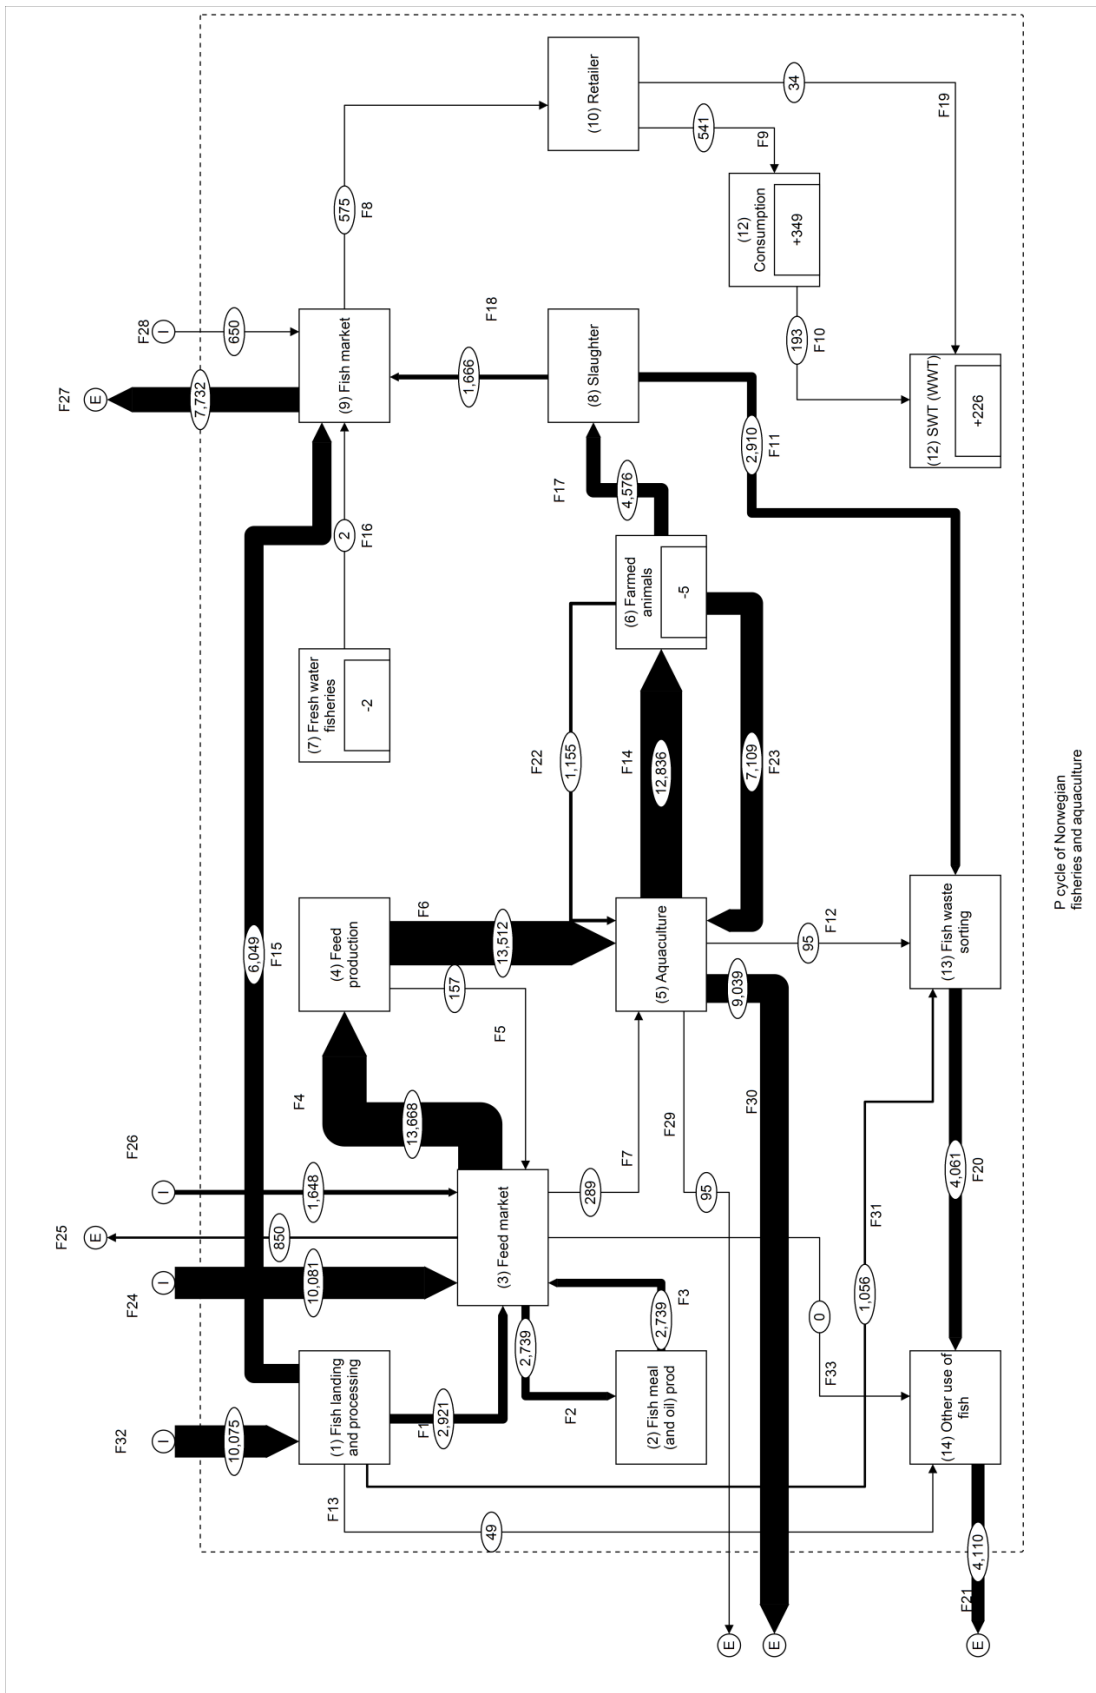 F32
I
10,075
(1) Fish landing
and processing
F13
49
F1
2,921
F24
I
10,081
F25
E
850
F26
I
1,648
(3) Feed market
F4
13,668
F2
2,739
F3
2,739
(2) Fish meal
(and oil) prod
F5
157
F7
289
F33
0
(4) Feed
production
F6
13,512
F15
6,049
(7) Fresh water
fisheries
-2
F16
2
F27
E
7,732
F28
I
650
(9) Fish market
F8
575
(10) Retailer
F9
541
F19
34
(12)
Consumption
+349
F10
193
(12) SWT (WWT)
+226
F18
1,666
(8) Slaughter
F11
2,910
F17
4,576
(6) Farmed
animals
-5
F22
1,155
F14
12,836
F23
7,109
(5) Aquaculture
F12
95
F29
95
E
F30
9,039
E
F31
1,056
(13) Fish waste
sorting
F20
4,061
(14) Other use of
fish
F21
4,110
E
P cycle of Norwegian
fisheries and aquaculture